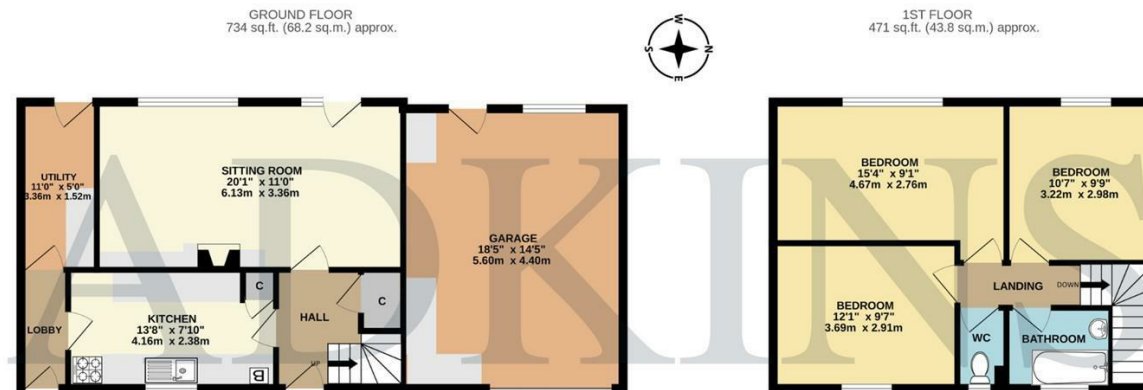 GROUND FLOOR
734 sq.ft. (68.2 sq.m.) approx.
1ST FLOOR
471 sq.ft. (43.8 sq.m.) approx.
W
S
N
E
UTILITY
11'0" x 5'0"
3.36m x 1.52m
SITTING ROOM
20'1" x 11'0"
6.13m x 3.36m
GARAGE
18'5" x 14'5"
5.60m x 4.40m
LOBBY
KITCHEN
13'8" x 7'10"
4.16m x 2.38m
C
HALL
C
UP
B
BEDROOM
15'4" x 9'1"
4.67m x 2.76m
BEDROOM
10'7" x 9'9"
3.22m x 2.98m
BEDROOM
12'1" x 9'7"
3.69m x 2.91m
LANDING
DOWN
WC
BATHROOM
ADKINS